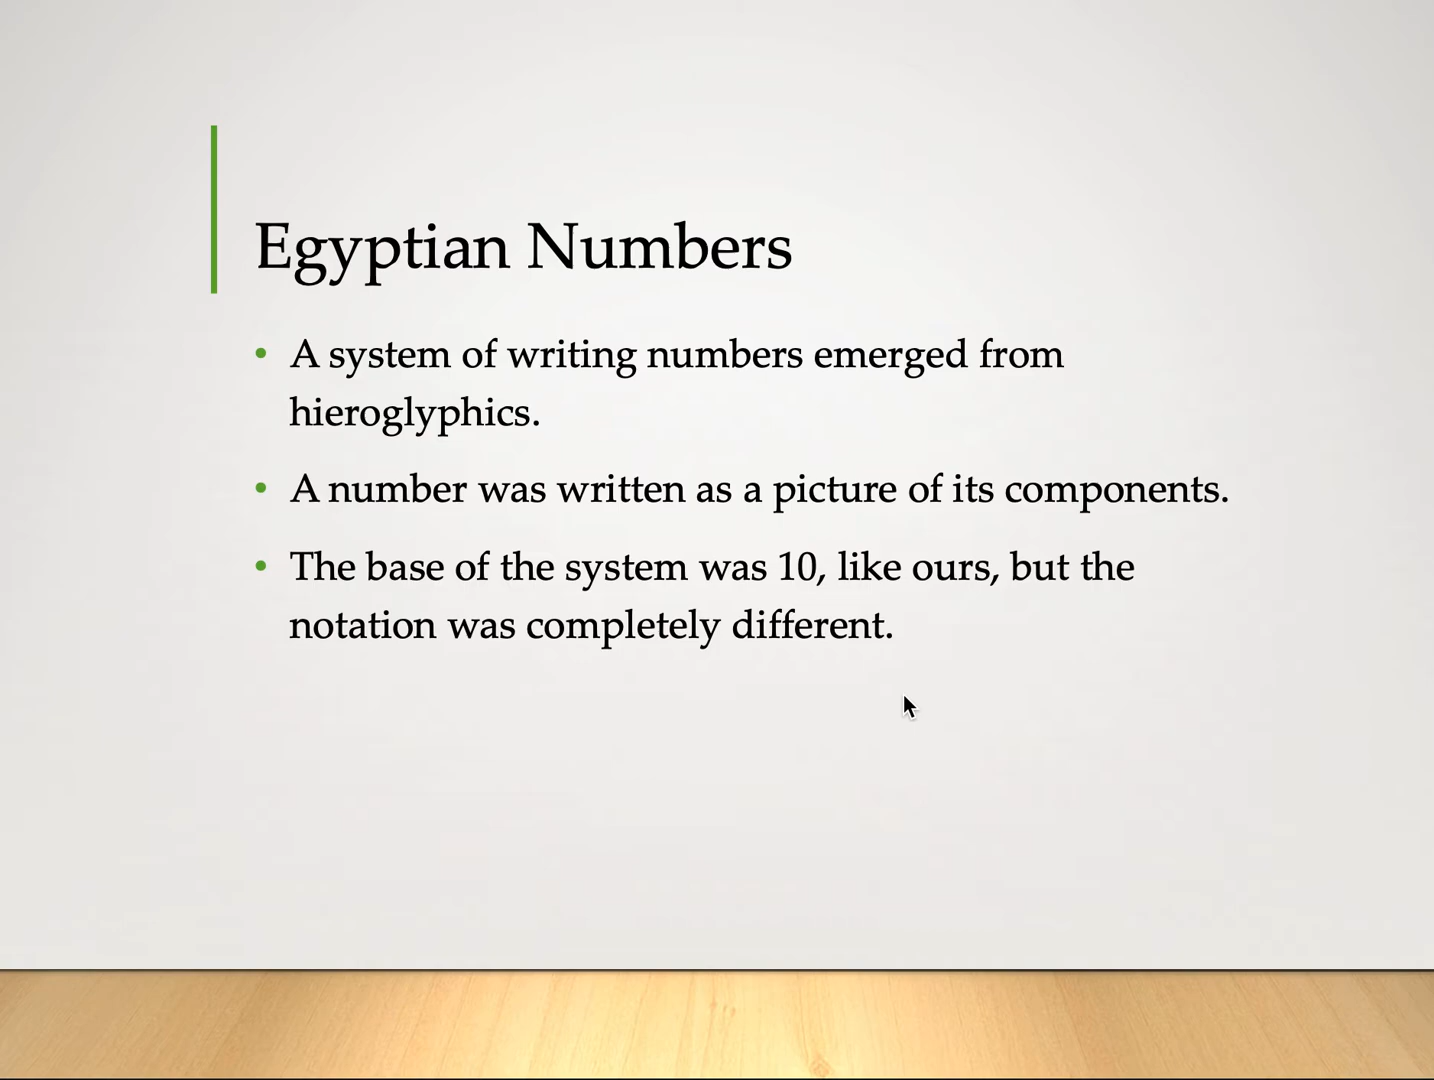 Egyptian Numbers
• A system of writing numbers emerged from
hieroglyphics.
• A number was written as a picture of its components.
• The base of the system was 10, like ours, but the
notation was completely different.